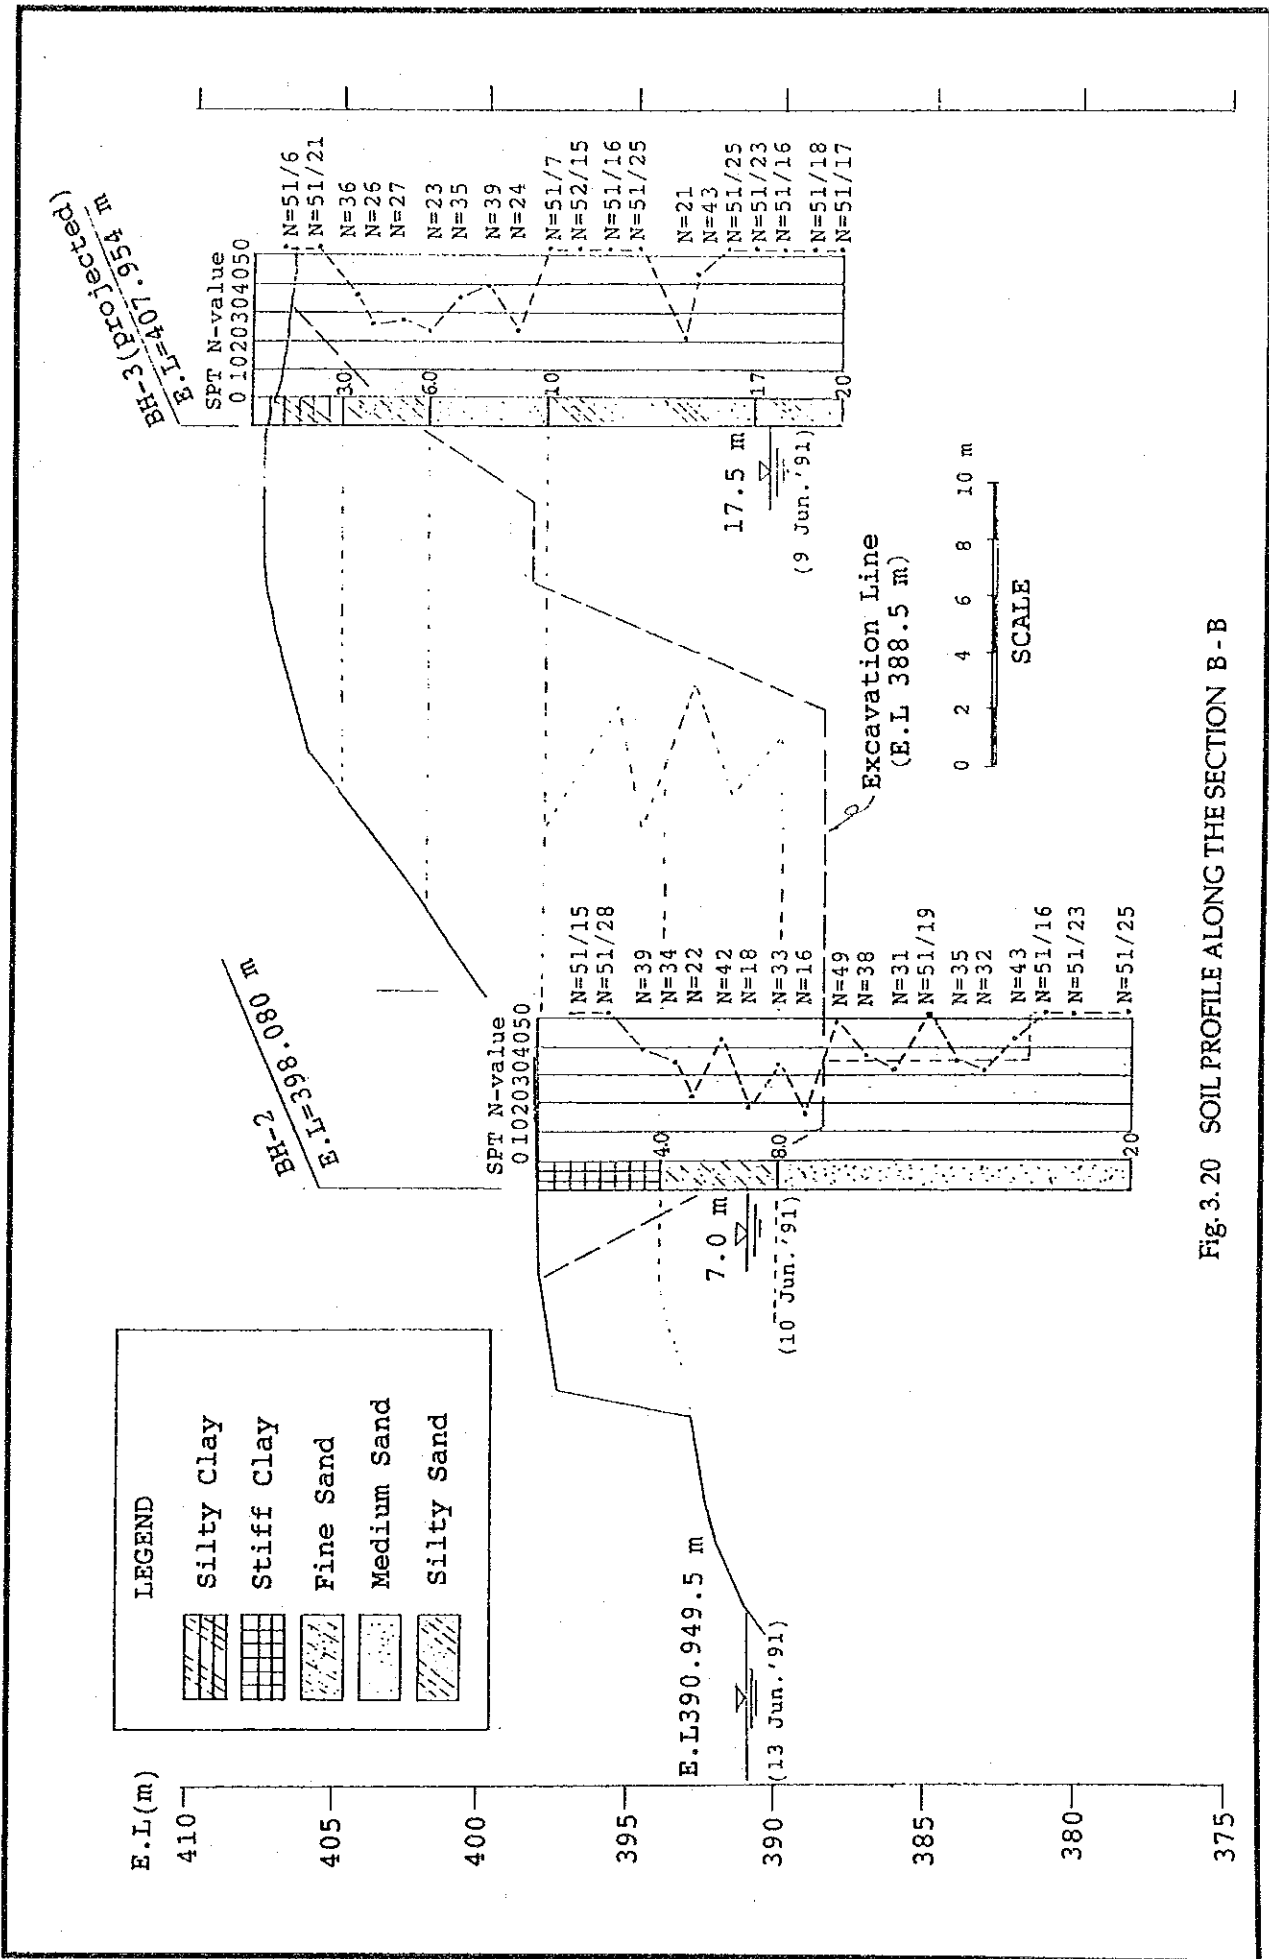 LEGEND
Silty Clay
Stiff Clay
Fine Sand
Medium Sand
Silty Sand
E.L(m)
410
405
400
395
390
385
380
375
E.L390.949.5 m
(13 Jun.'91)
BH-2
E.L=398.080 m
SPT N-value
0 1020304050
4.0
8.0
20
7.0 m
(10 Jun.'91)
N=51/15
N=51/28
N=39
N=34
N=22
N=42
N=18
N=33
N=16
N=49
N=38
N=31
N=51/19
N=35
N=32
N=43
N=51/16
N=51/23
N=51/25
BH-3(projected)
E.L=407.954 m
SPT N-value
0 1020304050
3.0
6.0
10
17
20
17.5 m
(9 Jun.'91)
N=51/6
N=51/21
N=36
N=26
N=27
N=23
N=35
N=39
N=24
N=51/7
N=52/15
N=51/16
N=51/25
N=21
N=43
N=51/25
N=51/23
N=51/16
N=51/18
N=51/17
Excavation Line
(E.L 388.5 m)
0 2 4 6 8 10 m
SCALE
Fig. 3. 20 SOIL PROFILE ALONG THE SECTION B - B